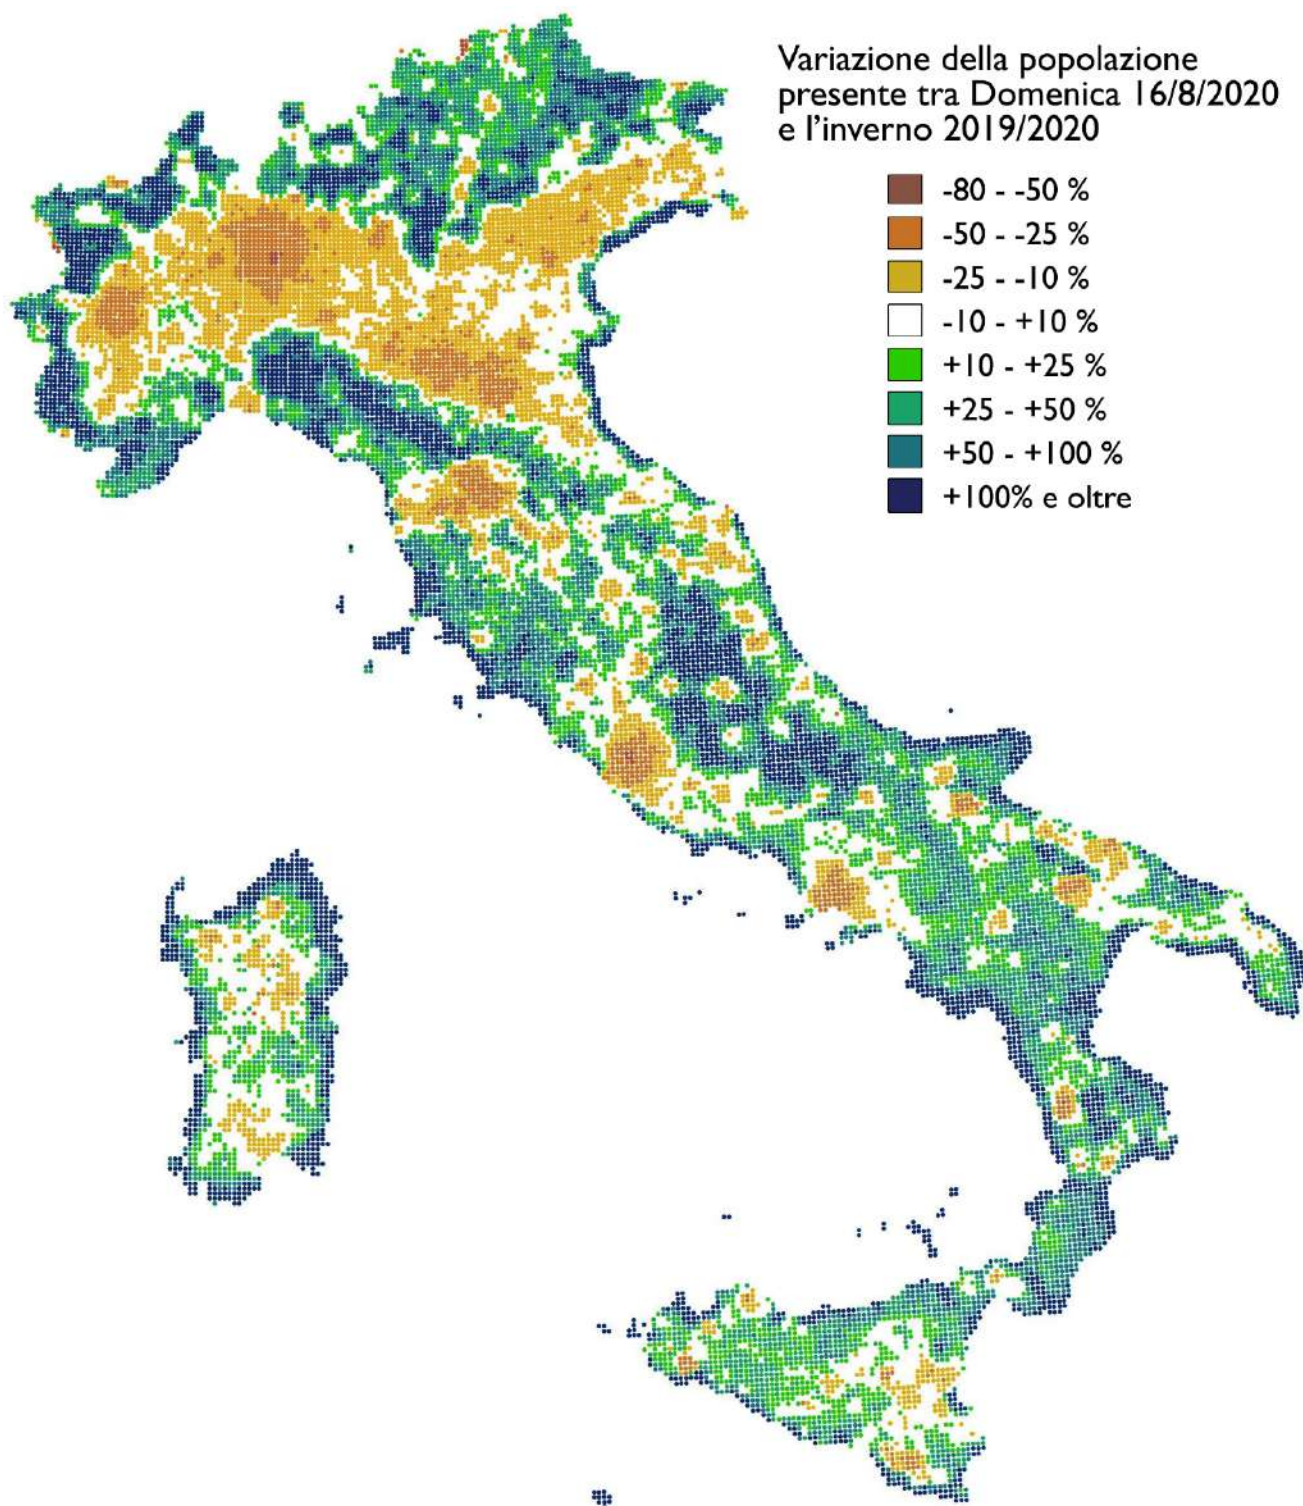 Variazione della popolazione
presente tra Domenica 16/8/2020
e l'inverno 2019/2020
-80 - -50 %
-50 - -25 %
-25 - -10 %
-10 - +10 %
+10 - +25 %
+25 - +50 %
+50 - +100 %
+100% e oltre